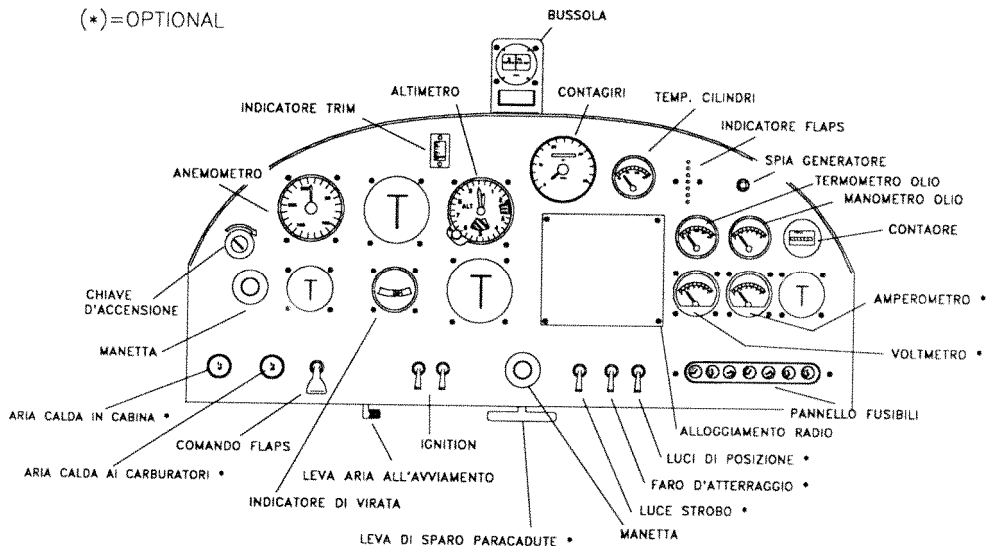 (*)=OPTIONAL
BUSSOLA
ALTIMETRO
CONTAGIRI
TEMP. CILINDRI
INDICATORE TRIM
INDICATORE FLAPS
SPIA GENERATORE
ANEMOMETRO
TERMOMETRO OLIO
MANOMETRO OLIO
CONTAORE
ALT
T
T
T
T
T
CHIAVE
D'ACCENSIONE
AMPEROMETRO *
MANETTA
VOLTMETRO *
ARIA CALDA IN CABINA *
PANNELLO FUSIBILI
COMANDO FLAPS
IGNITION
ALLOGGIAMENTO RADIO
ARIA CALDA AI CARBURATORI *
LEVA ARIA ALL'AVVIAMENTO
LUCI DI POSIZIONE *
FARO D'ATTERRAGGIO *
INDICATORE DI VIRATA
LUCE STROBO *
LEVA DI SPARO PARACADUTE *
MANETTA